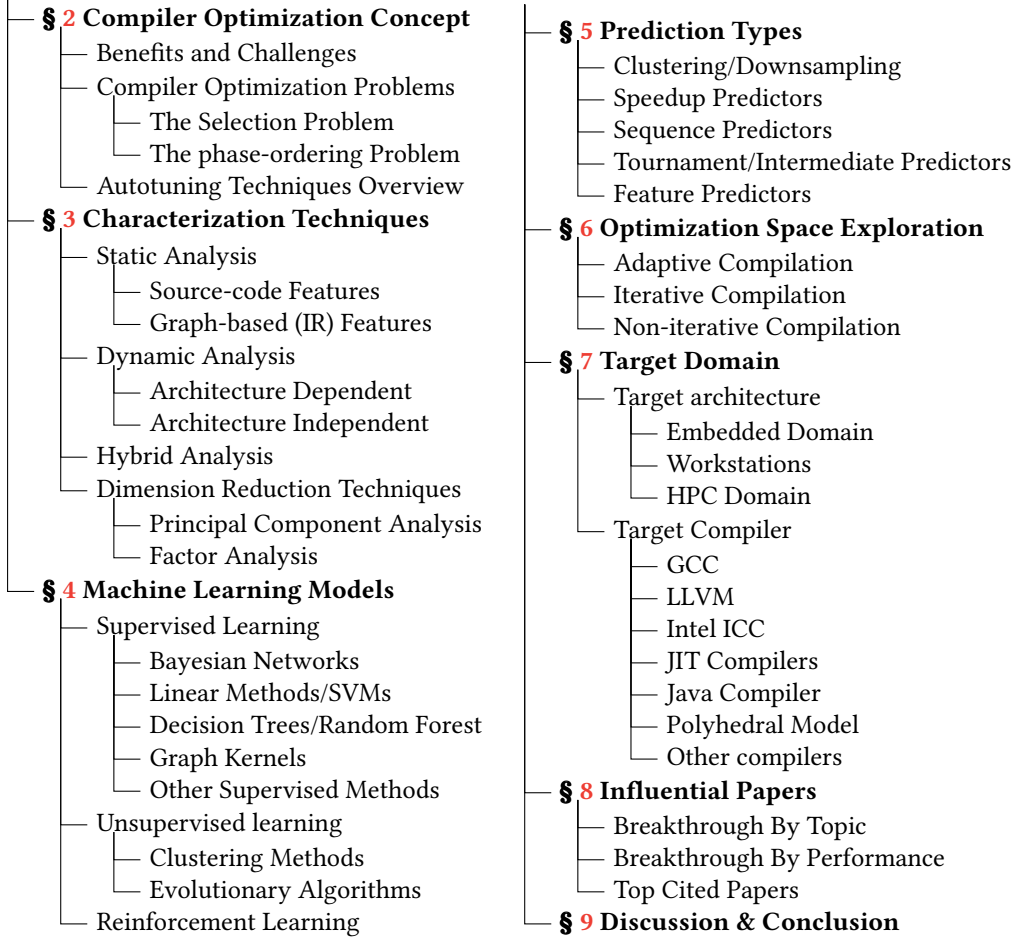 § 2 Compiler Optimization Concept
Benefits and Challenges
Compiler Optimization Problems
The Selection Problem
The phase-ordering Problem
Autotuning Techniques Overview
§ 3 Characterization Techniques
Static Analysis
Source-code Features
Graph-based (IR) Features
Dynamic Analysis
Architecture Dependent
Architecture Independent
Hybrid Analysis
Dimension Reduction Techniques
Principal Component Analysis
Factor Analysis
§ 4 Machine Learning Models
Supervised Learning
Bayesian Networks
Linear Methods/SVMs
Decision Trees/Random Forest
Graph Kernels
Other Supervised Methods
Unsupervised learning
Clustering Methods
Evolutionary Algorithms
Reinforcement Learning
§ 5 Prediction Types
Clustering/Downsampling
Speedup Predictors
Sequence Predictors
Tournament/Intermediate Predictors
Feature Predictors
§ 6 Optimization Space Exploration
Adaptive Compilation
Iterative Compilation
Non-iterative Compilation
§ 7 Target Domain
Target architecture
Embedded Domain
Workstations
HPC Domain
Target Compiler
GCC
LLVM
Intel ICC
JIT Compilers
Java Compiler
Polyhedral Model
Other compilers
§ 8 Influential Papers
Breakthrough By Topic
Breakthrough By Performance
Top Cited Papers
§ 9 Discussion & Conclusion